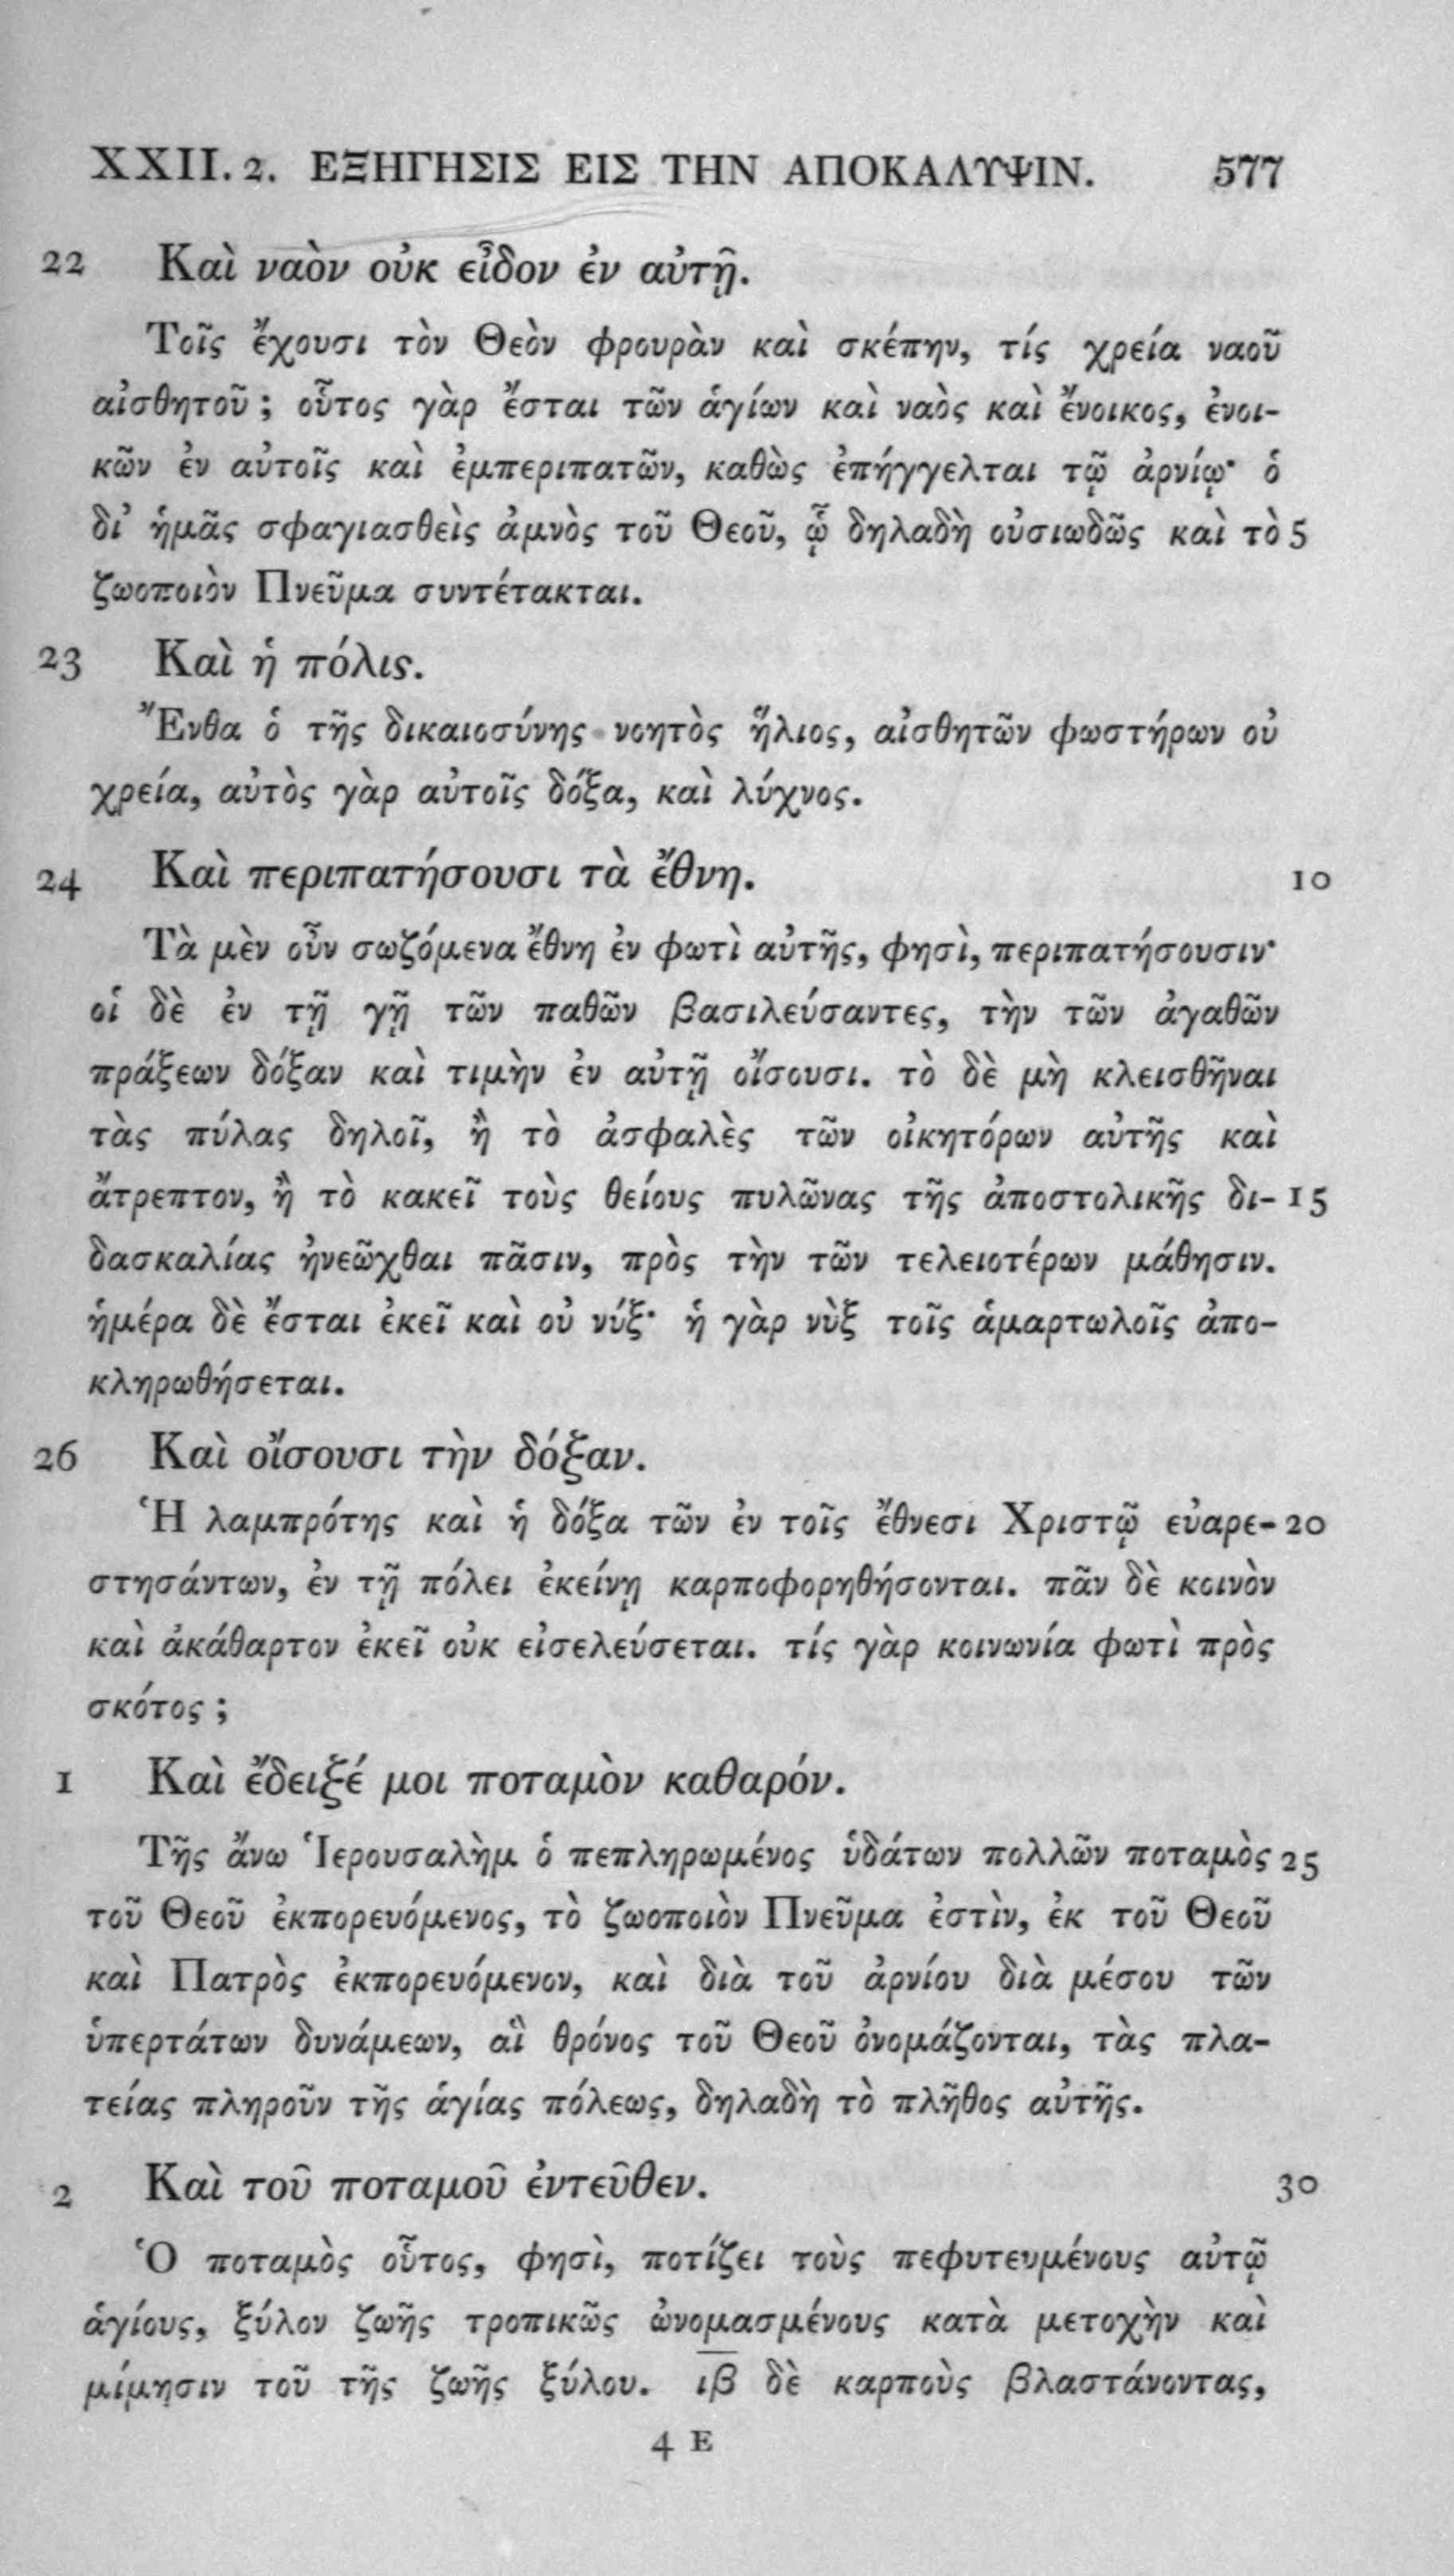 XXII. 2. ΕΞΗΓΗΣΙΣ ΕΙΣ ΤΗΝ ΑΠΟΚΑΛΥΨΙΝ. 577
22 Καὶ ναὸν οὐκ εἶδον ἐν αὐτῇ.
Τοῖς ἔχουσι τὸν Θεὸν φρουρὰν καὶ σκέπην, τίς χρεία ναοῦ
αἰσθητοῦ; οὗτος γὰρ ἔσται τῶν ἁγίων καὶ ναὸς καὶ ἔνοικος, ἐνοι-
κῶν ἐν αὐτοῖς καὶ ἐμπεριπατῶν, καθὼς ἐπήγγελται τῷ ἀρνίῳ· ὁ
δι’ ἡμᾶς σφαγιασθεὶς ἀμνὸς τοῦ Θεοῦ, ᾧ δηλαδὴ οὐσιωδῶς καὶ τὸ 5
ζωοποιὸν Πνεῦμα συντέτακται.
23 Καὶ ἡ πόλις.
Ἔνθα ὁ τῆς δικαιοσύνης νοητὸς ἥλιος, αἰσθητῶν φωστήρων οὐ
χρεία, αὐτὸς γὰρ αὐτοῖς δόξα, καὶ λύχνος.
24 Καὶ περιπατήσουσι τὰ ἔθνη. 10
Τὰ μὲν οὖν σωζόμενα ἔθνη ἐν φωτὶ αὐτῆς, φησὶ, περιπατήσουσιν·
οἱ δὲ ἐν τῇ γῇ τῶν παθῶν βασιλεύσαντες, τὴν τῶν ἀγαθῶν
πράξεων δόξαν καὶ τιμὴν ἐν αὐτῇ οἴσουσι. τὸ δὲ μὴ κλεισθῆναι
τὰς πύλας δηλοῖ, ἢ τὸ ἀσφαλὲς τῶν οἰκητόρων αὐτῆς καὶ
ἄτρεπτον, ἢ τὸ κακεῖ τοὺς θείους πυλῶνας τῆς ἀποστολικῆς δι- 15
δασκαλίας ἠνεῶχθαι πᾶσιν, πρὸς τὴν τῶν τελειοτέρων μάθησιν.
ἡμέρα δὲ ἔσται ἐκεῖ καὶ οὐ νύξ· ἡ γὰρ νὺξ τοῖς ἁμαρτωλοῖς ἀπο-
κληρωθήσεται.
26 Καὶ οἴσουσι τὴν δόξαν.
Ἡ λαμπρότης καὶ ἡ δόξα τῶν ἐν τοῖς ἔθνεσι Χριστῷ εὐαρε- 20
στησάντων, ἐν τῇ πόλει ἐκείνῃ καρποφορηθήσονται. πᾶν δὲ κοινὸν
καὶ ἀκάθαρτον ἐκεῖ οὐκ εἰσελεύσεται. τίς γὰρ κοινωνία φωτὶ πρὸς
σκότος;
1 Καὶ ἔδειξέ μοι ποταμὸν καθαρόν.
Τῆς ἄνω Ἱερουσαλὴμ ὁ πεπληρωμένος ὑδάτων πολλῶν ποταμὸς 25
τοῦ Θεοῦ ἐκπορευόμενος, τὸ ζωοποιὸν Πνεῦμα ἐστὶν, ἐκ τοῦ Θεοῦ
καὶ Πατρὸς ἐκπορευόμενον, καὶ διὰ τοῦ ἀρνίου διὰ μέσου τῶν
ὑπερτάτων δυνάμεων, αἳ θρόνος τοῦ Θεοῦ ὀνομάζονται, τὰς πλα-
τείας πληροῦν τῆς ἁγίας πόλεως, δηλαδὴ τὸ πλῆθος αὐτῆς.
2 Καὶ τοῦ ποταμοῦ ἐντεῦθεν. 30
Ὁ ποταμὸς οὗτος, φησὶ, ποτίζει τοὺς πεφυτευμένους αὐτῷ
ἁγίους, ξύλον ζωῆς τροπικῶς ὠνομασμένους κατὰ μετοχὴν καὶ
μίμησιν τοῦ τῆς ζωῆς ξύλου. ι̅β̅ δὲ καρποὺς βλαστάνοντας,
4 E